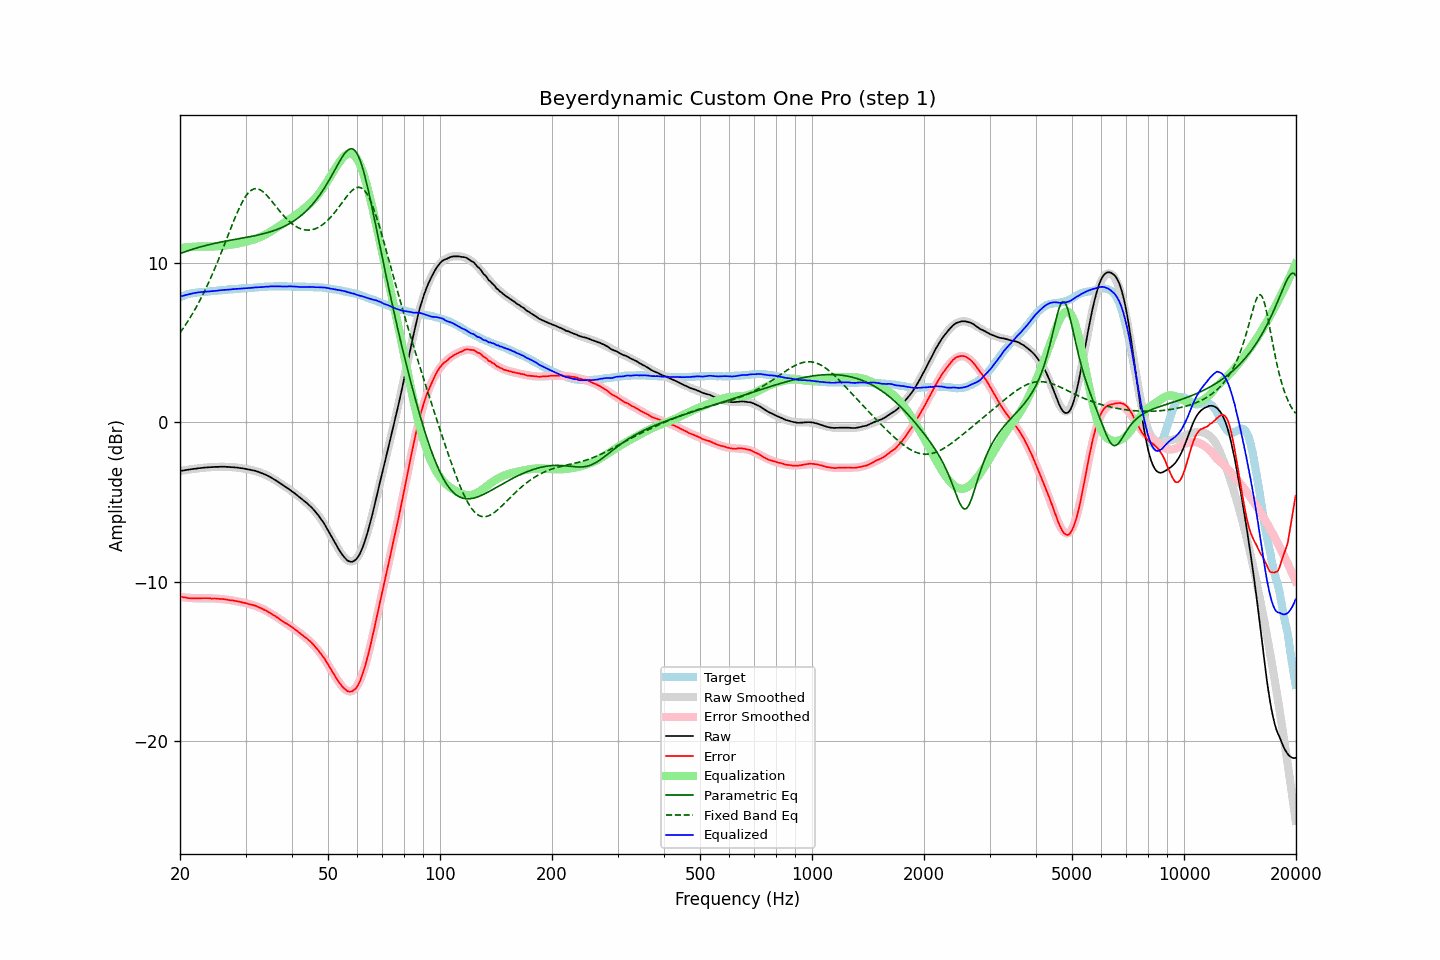 Beyerdynamic Custom One Pro (step 1)
Amplitude (dBr)
10
0
−10
−20
Target
Raw Smoothed
Error Smoothed
Raw
Error
Equalization
Parametric Eq
Fixed Band Eq
Equalized
20 50 100 200 500 1000 2000 5000 10000 20000
Frequency (Hz)